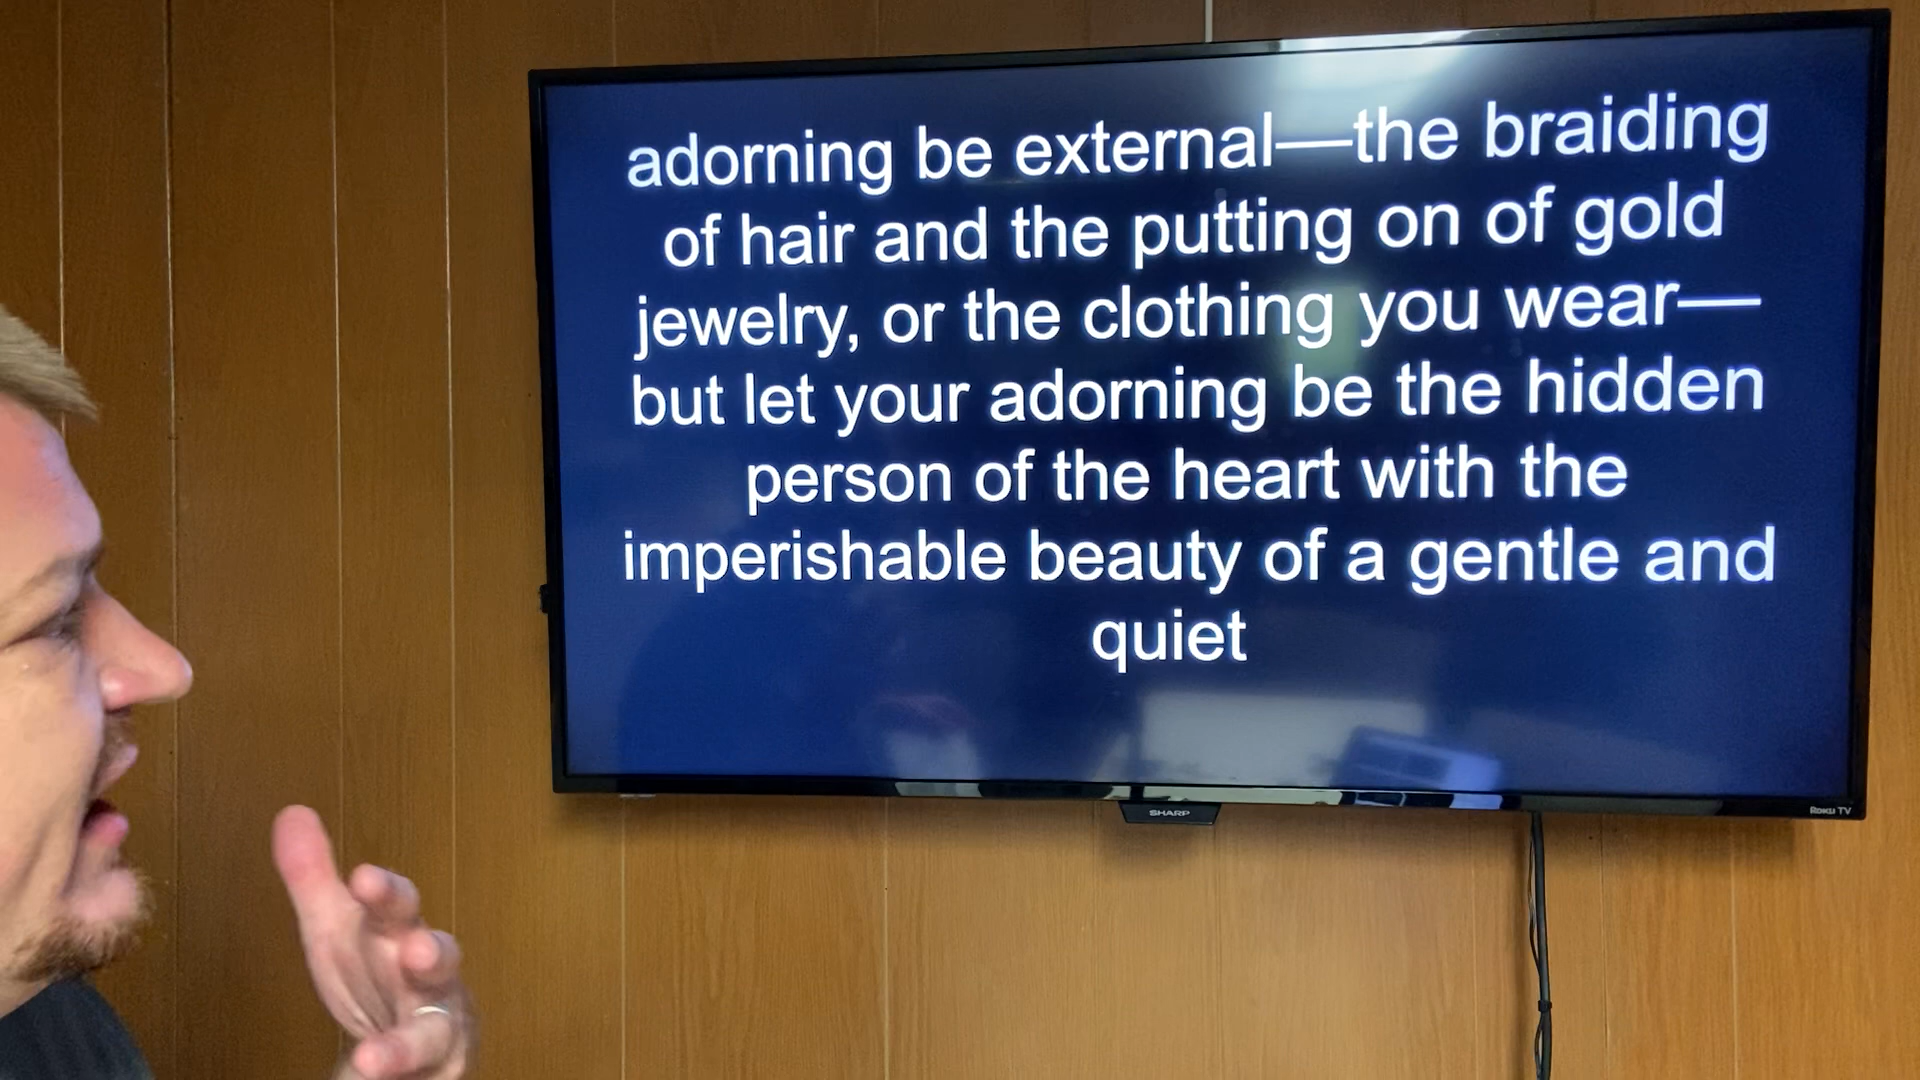 adorning be external—the braiding
of hair and the putting on of gold
jewelry, or the clothing you wear—
but let your adorning be the hidden
person of the heart with the
imperishable beauty of a gentle and
quiet
SHARP
Roku TV